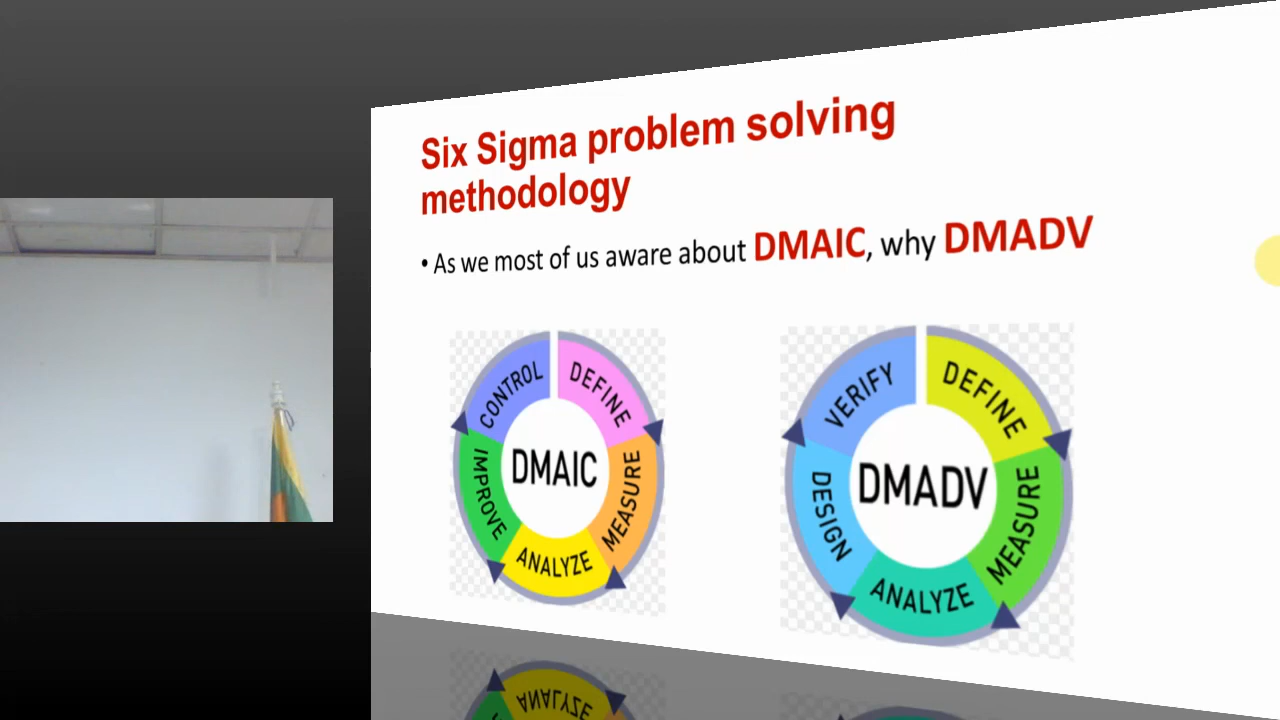 Six Sigma problem solving
methodology
• As we most of us aware about DMAIC, why DMADV
CONTROL
DEFINE
IMPROVE
DMAIC
MEASURE
ANALYZE
VERIFY
DEFINE
DESIGN
DMADV
MEASURE
ANALYZE
ANALYZE